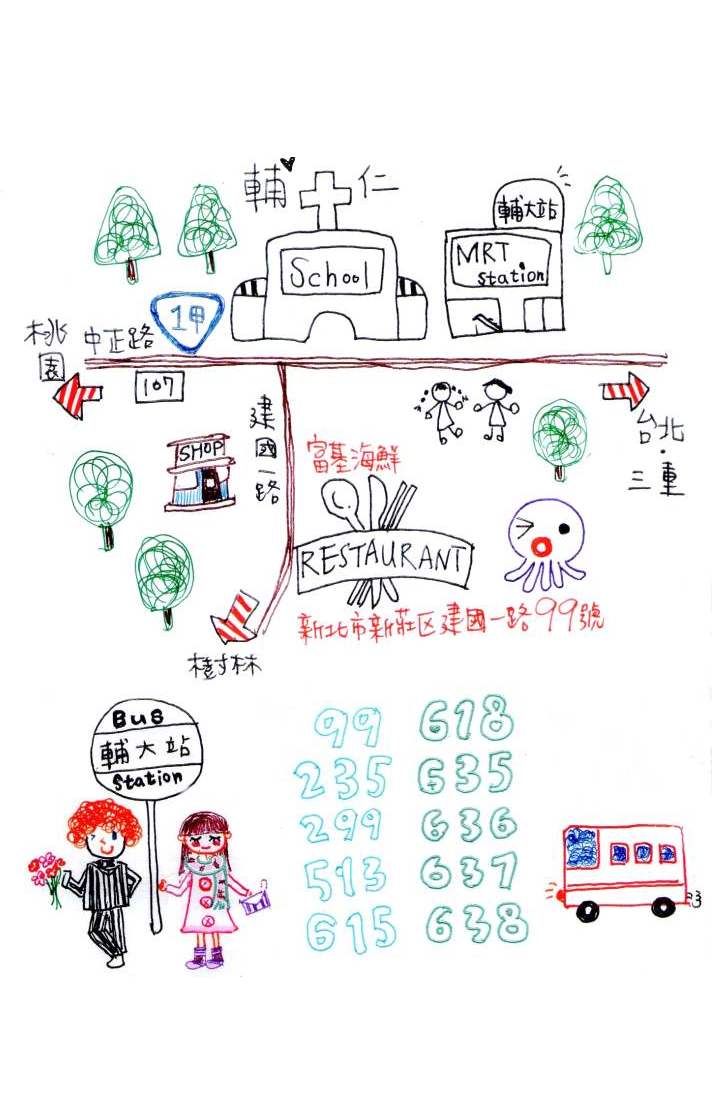 輔仁
輔大站
School
MRT
Station
1甲
桃園
中正路
107
建國一路
台北・三重
SHOP
富基海鮮
RESTAURANT
新北市新莊区建國一路99號
樹林
Bus
輔大站
Station
99 618
235 635
299 636
513 637
615 638